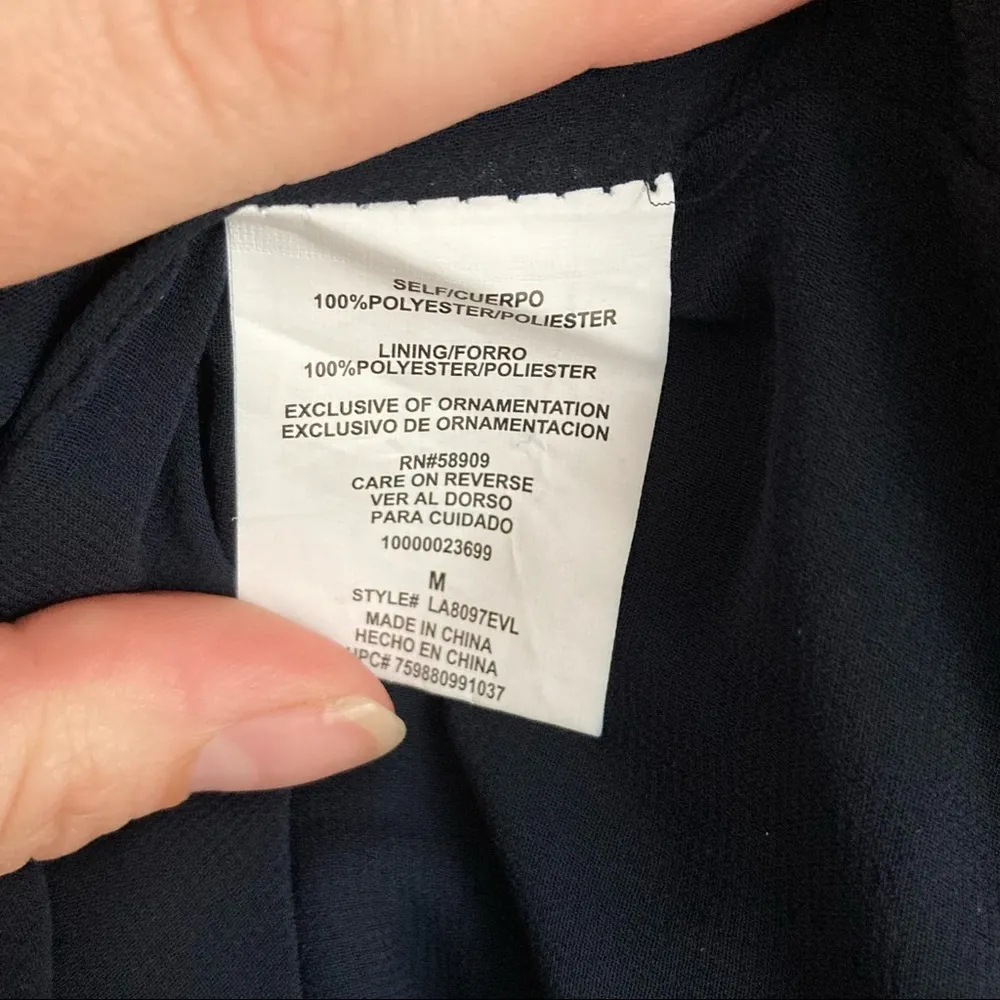 SELF/CUERPO
100%POLYESTER/POLIESTER
LINING/FORRO
100%POLYESTER/POLIESTER
EXCLUSIVE OF ORNAMENTATION
EXCLUSIVO DE ORNAMENTACION
RN#58909
CARE ON REVERSE
VER AL DORSO
PARA CUIDADO
10000023699
M
STYLE# LA8097EVL
MADE IN CHINA
HECHO EN CHINA
UPC# 759880991037